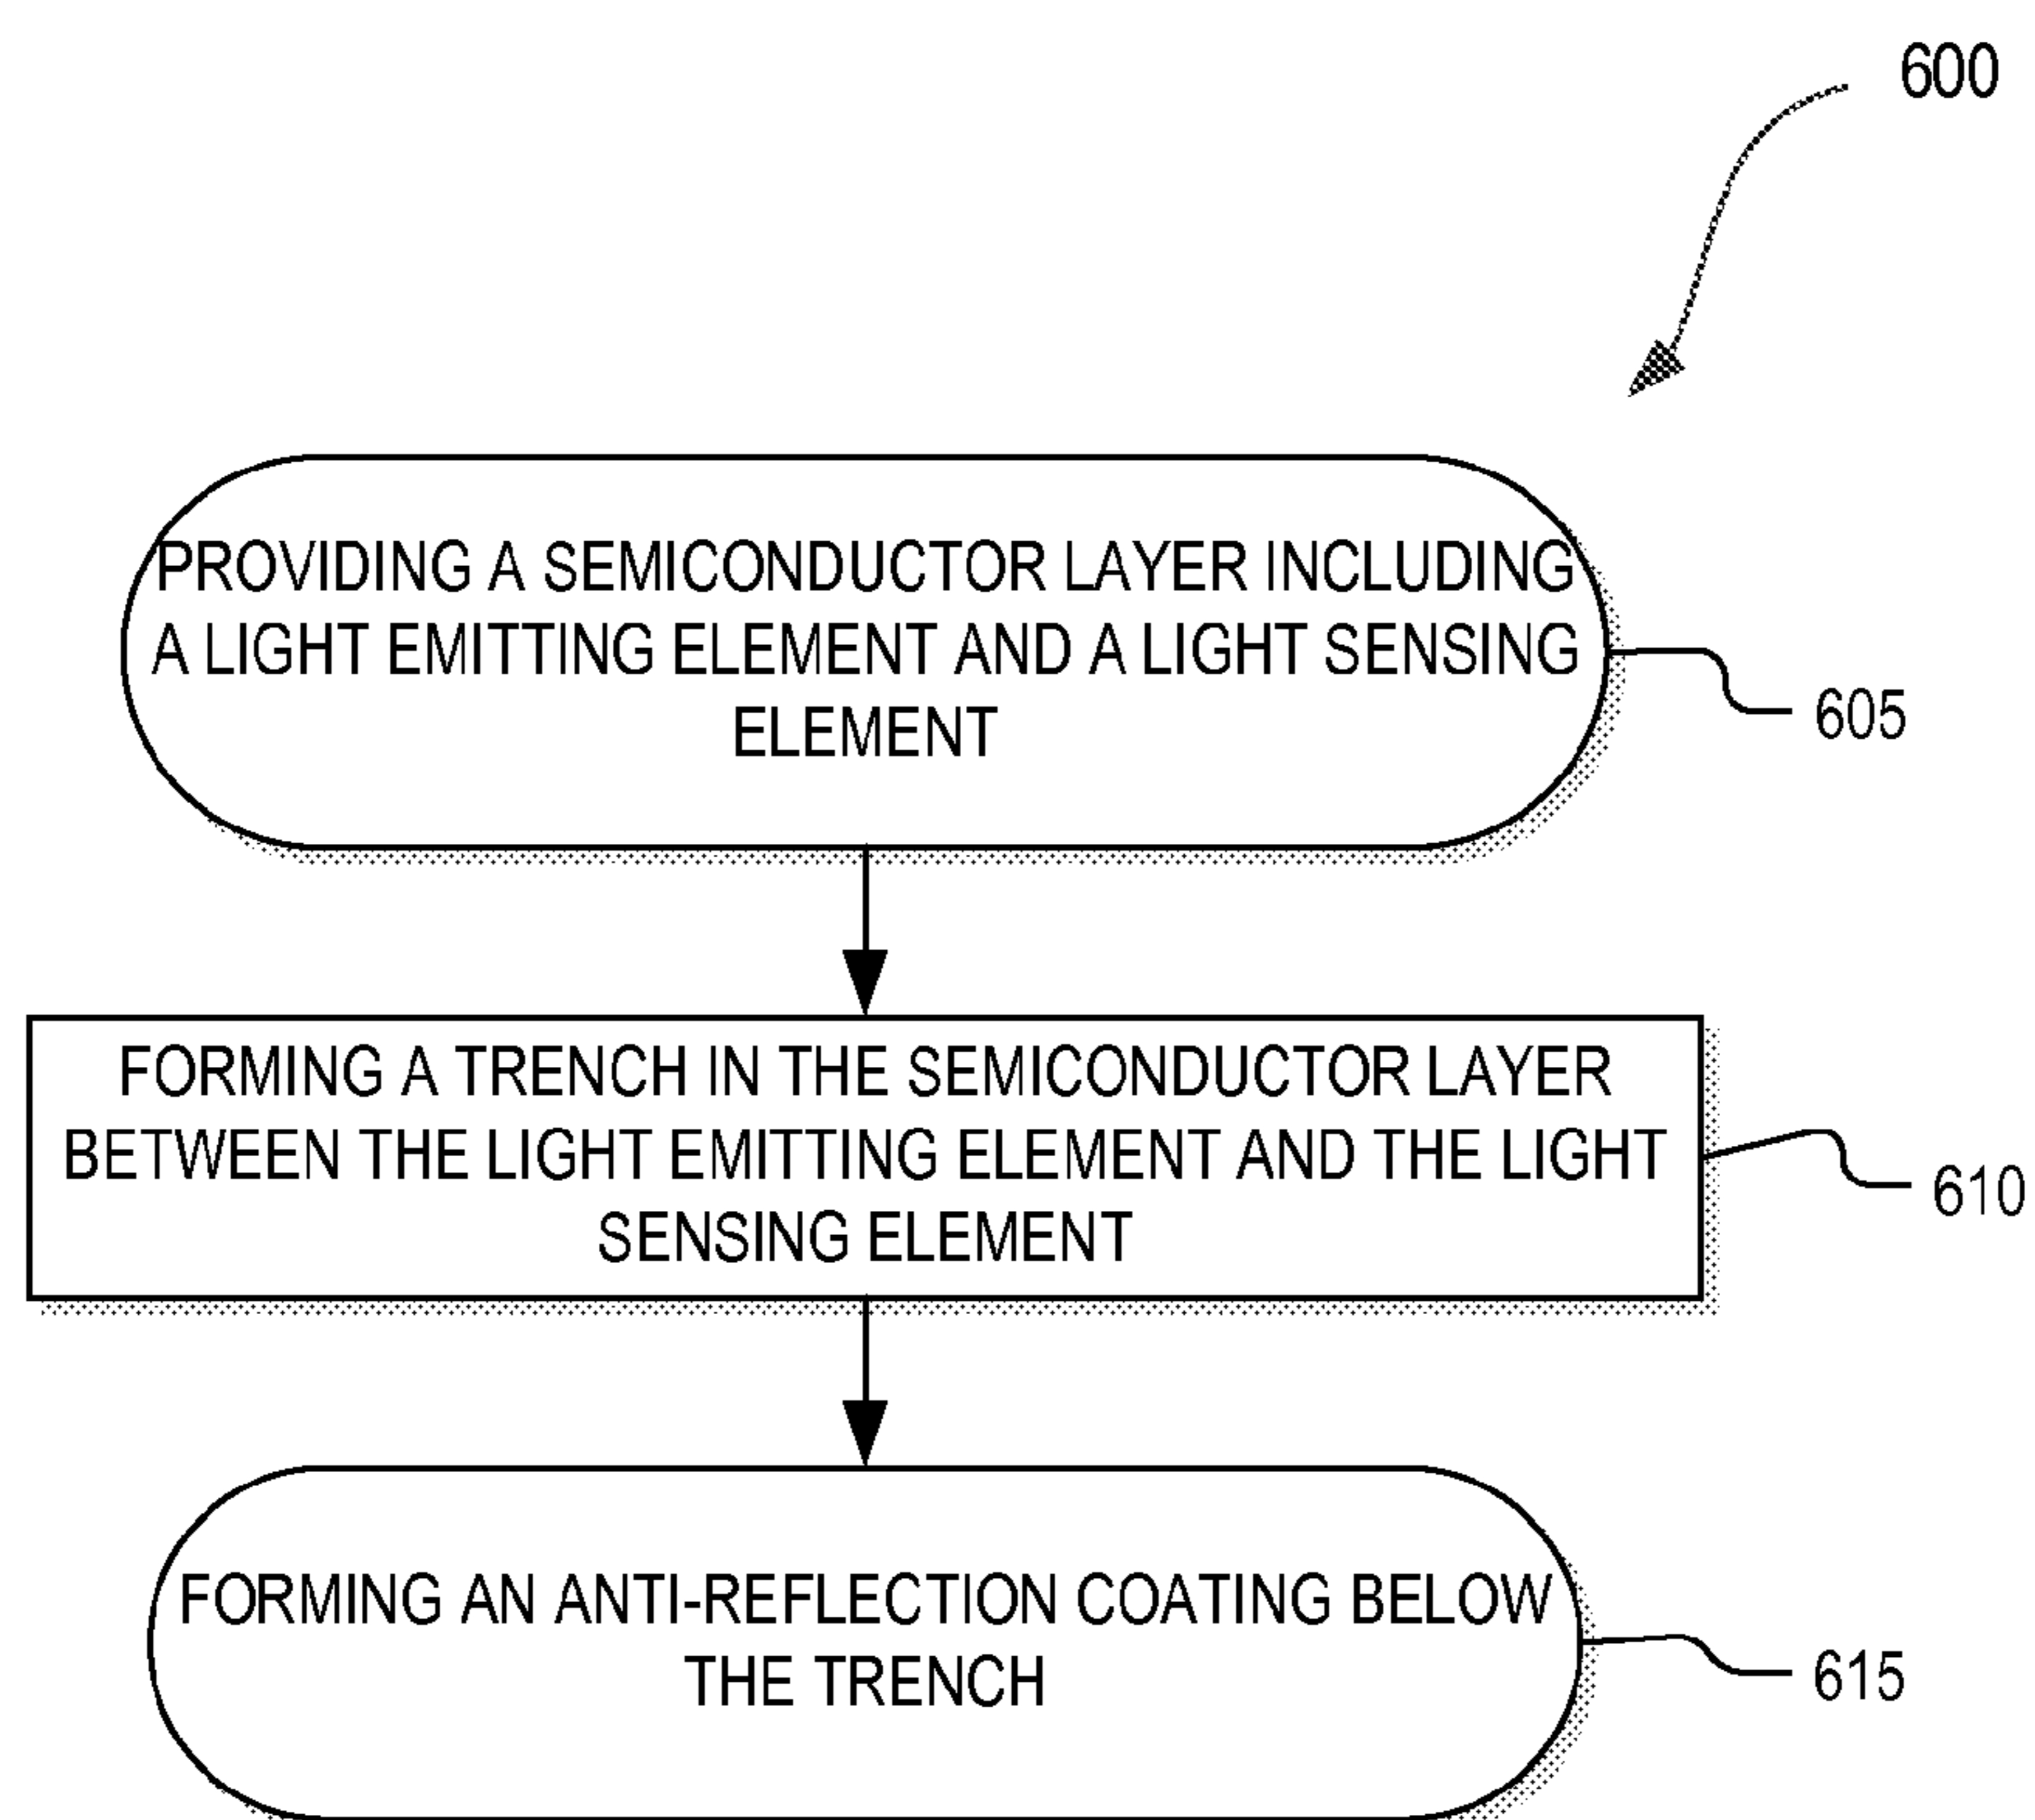 600
PROVIDING A SEMICONDUCTOR LAYER INCLUDING
A LIGHT EMITTING ELEMENT AND A LIGHT SENSING
ELEMENT
605
FORMING A TRENCH IN THE SEMICONDUCTOR LAYER
BETWEEN THE LIGHT EMITTING ELEMENT AND THE LIGHT
SENSING ELEMENT
610
FORMING AN ANTI-REFLECTION COATING BELOW
THE TRENCH
615